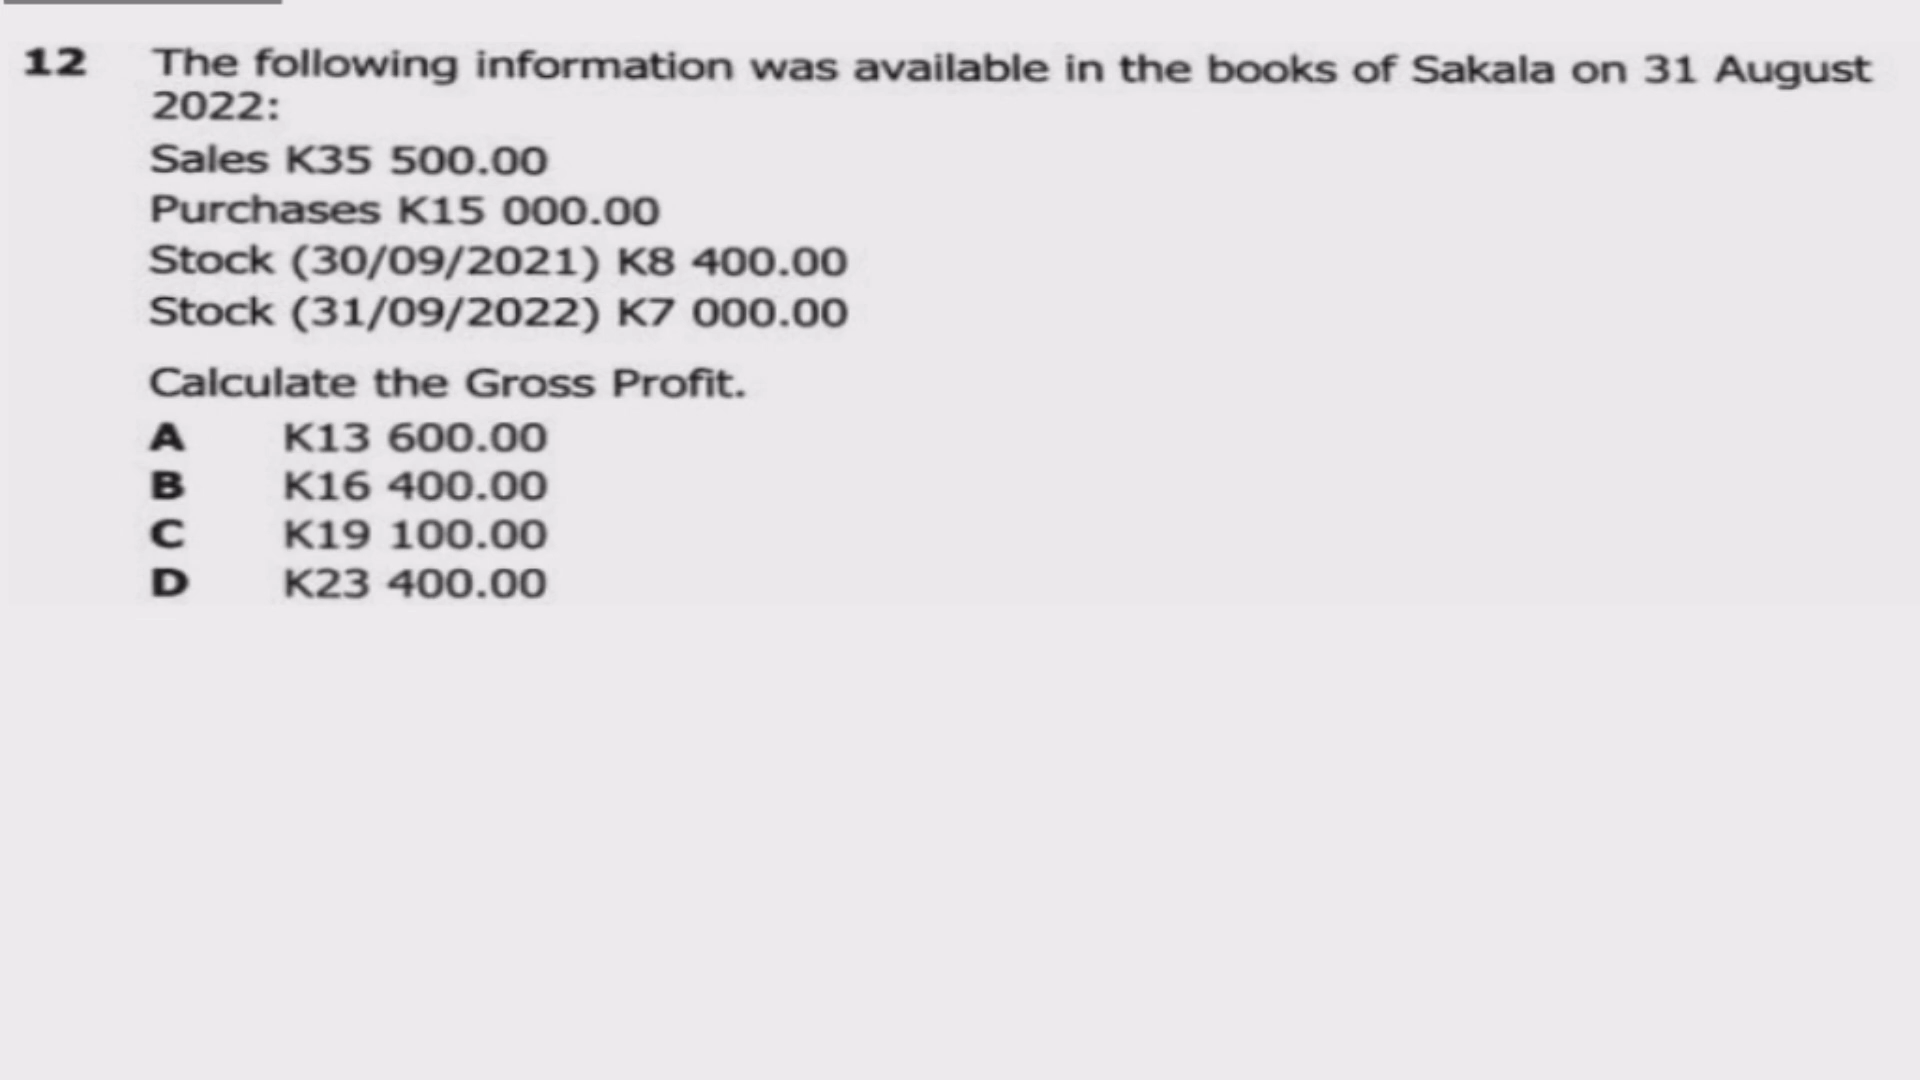 12 The following information was available in the books of Sakala on 31 August
2022:
Sales K35 500.00
Purchases K15 000.00
Stock (30/09/2021) K8 400.00
Stock (31/09/2022) K7 000.00
Calculate the Gross Profit.
A K13 600.00
B K16 400.00
C K19 100.00
D K23 400.00